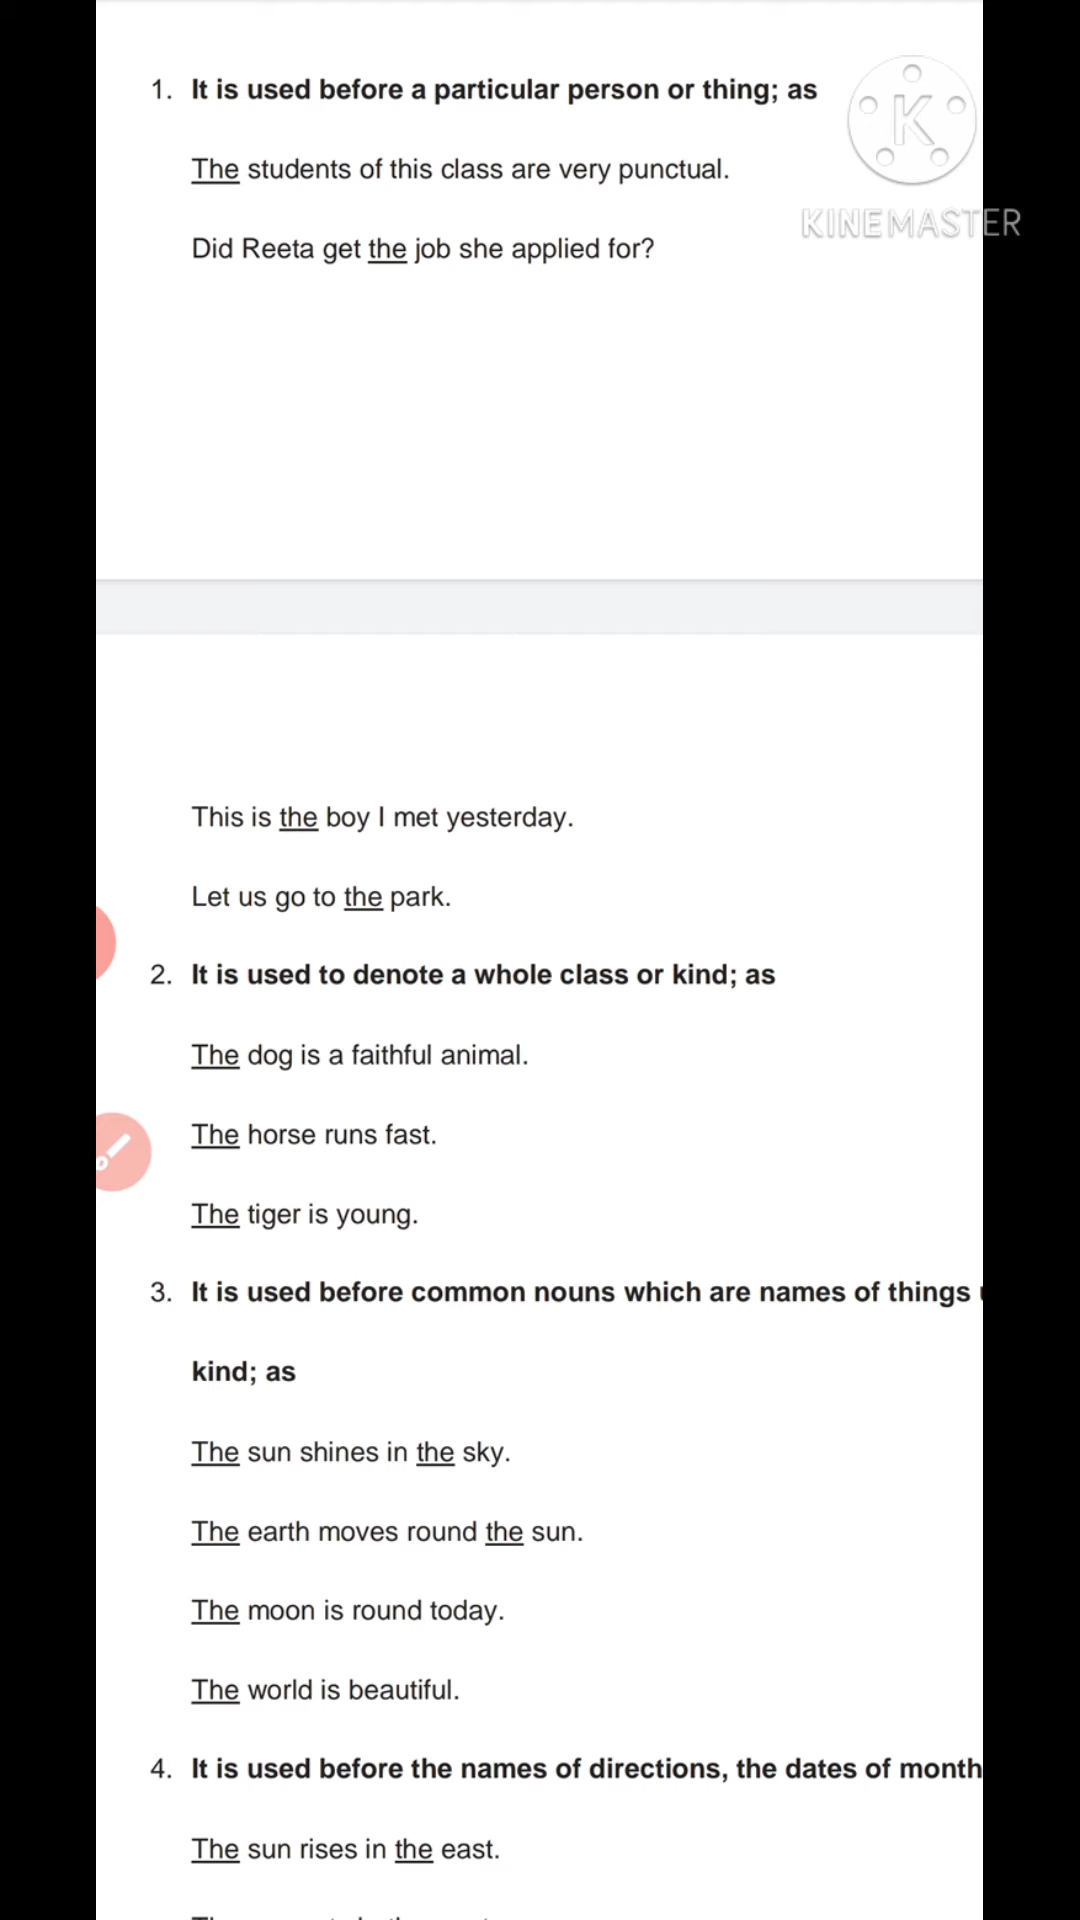 1. It is used before a particular person or thing; as
K
KINEMASTER
The students of this class are very punctual.
Did Reeta get the job she applied for?
This is the boy I met yesterday.
Let us go to the park.
2. It is used to denote a whole class or kind; as
The dog is a faithful animal.
The horse runs fast.
The tiger is young.
3. It is used before common nouns which are names of things
kind; as
The sun shines in the sky.
The earth moves round the sun.
The moon is round today.
The world is beautiful.
4. It is used before the names of directions, the dates of month
The sun rises in the east.